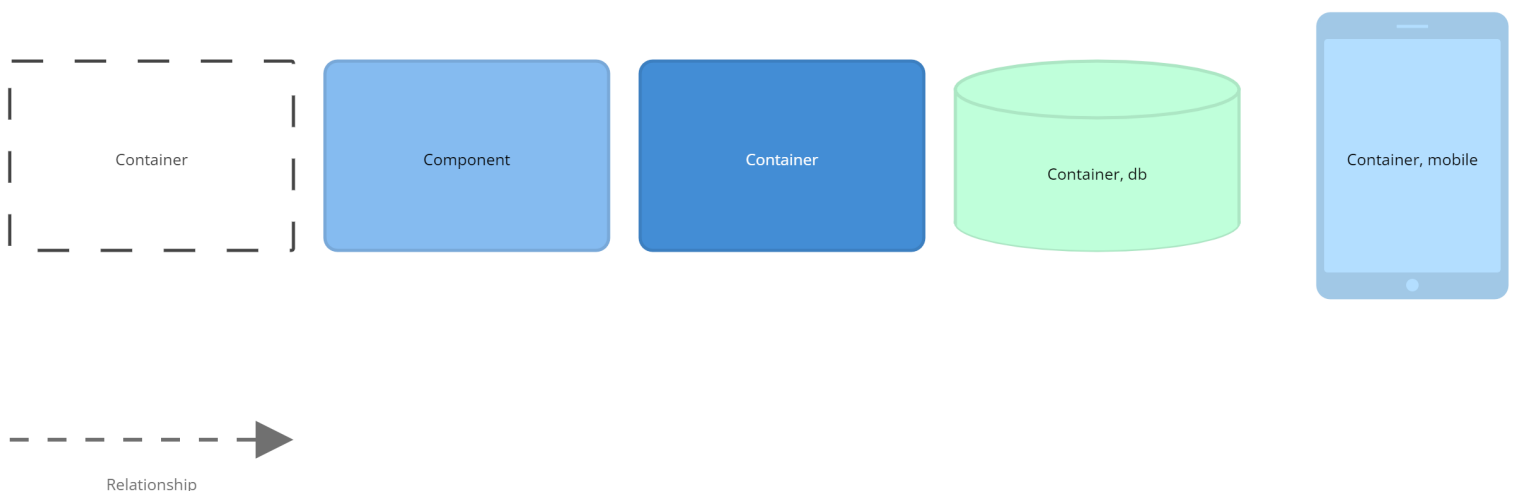 Container
Component
Container
Container, db
Container, mobile
Relationship